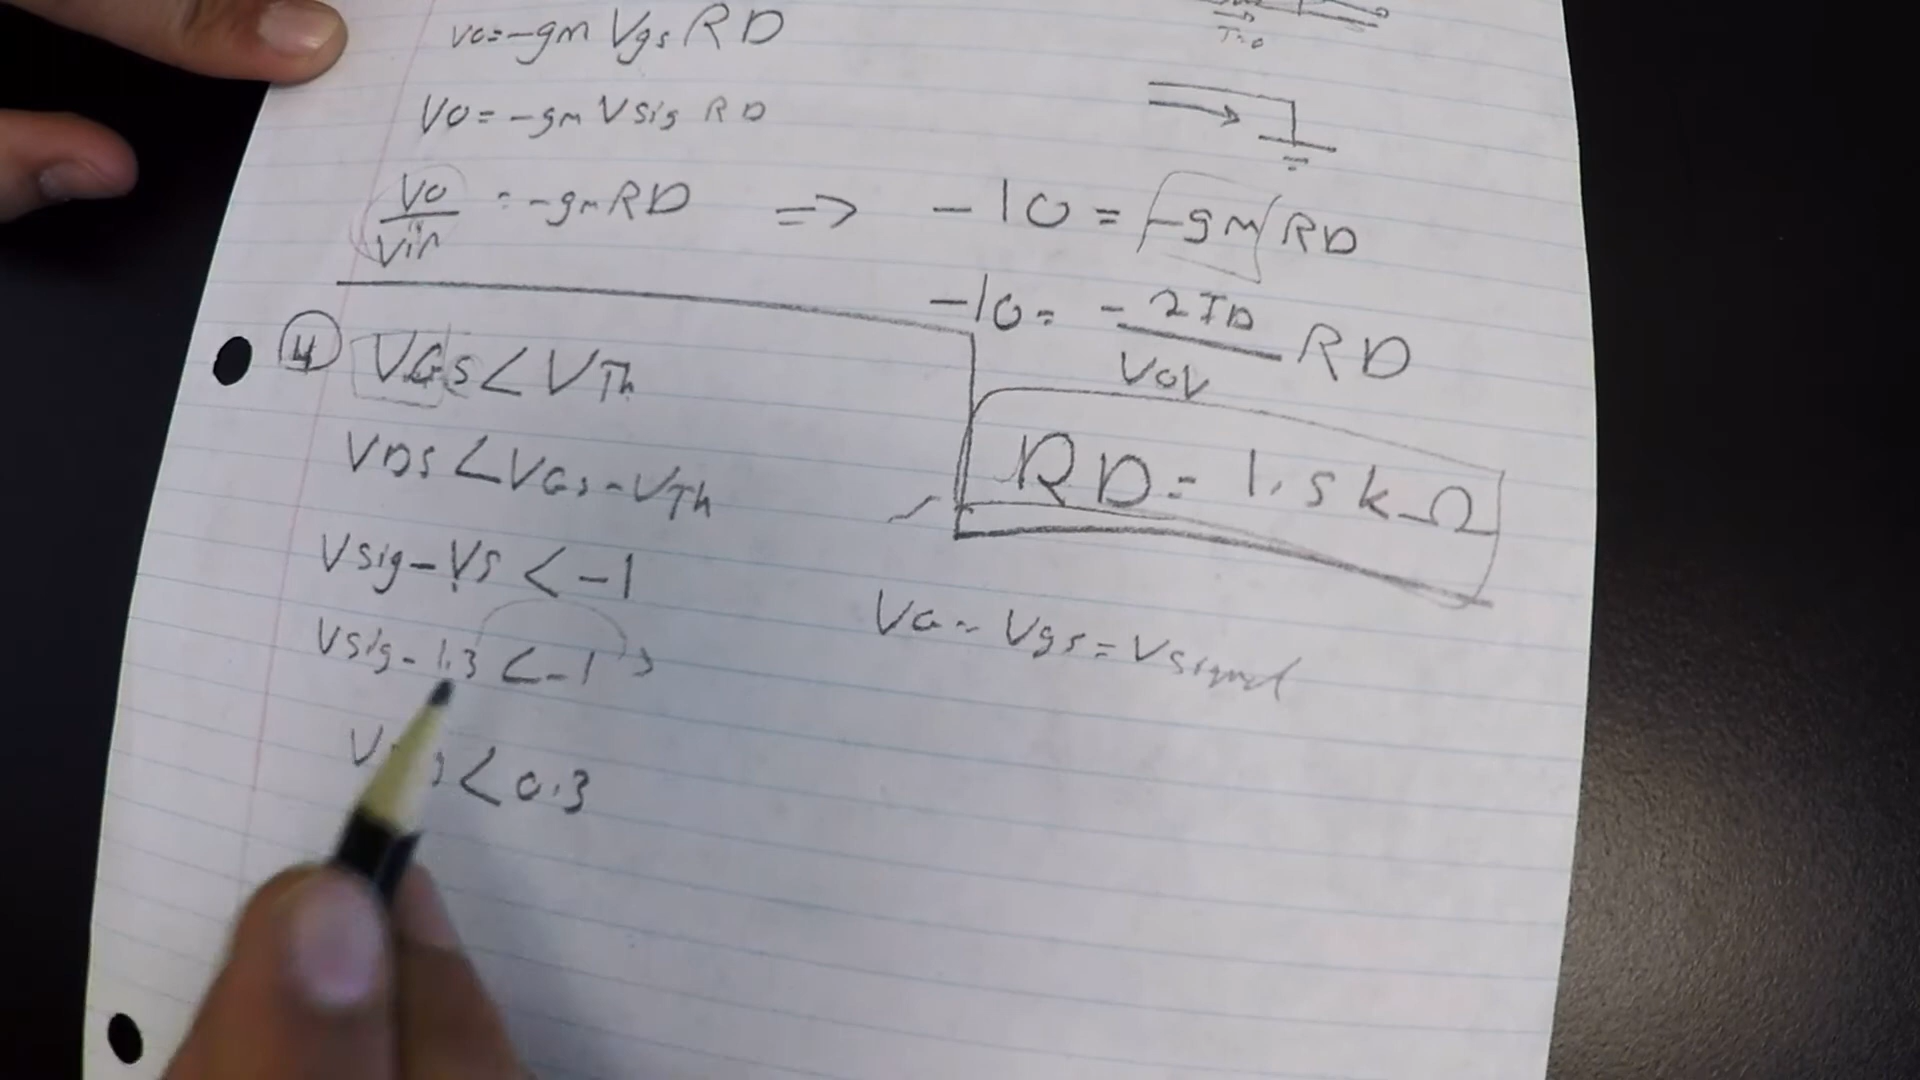 vo=-gm Vgs RD
Vo=-gm Vsig RD
Vo/Vin = -gm RD => -10 = -gm RD
-10 = -2ID/VOV RD
RD = 1.5kΩ
4 VGS<VTh
VDS<VGS-VTh
Vsig-VS<-1
Vsig-1.3<-1
<0.3
VG- Vgs=Vsignal